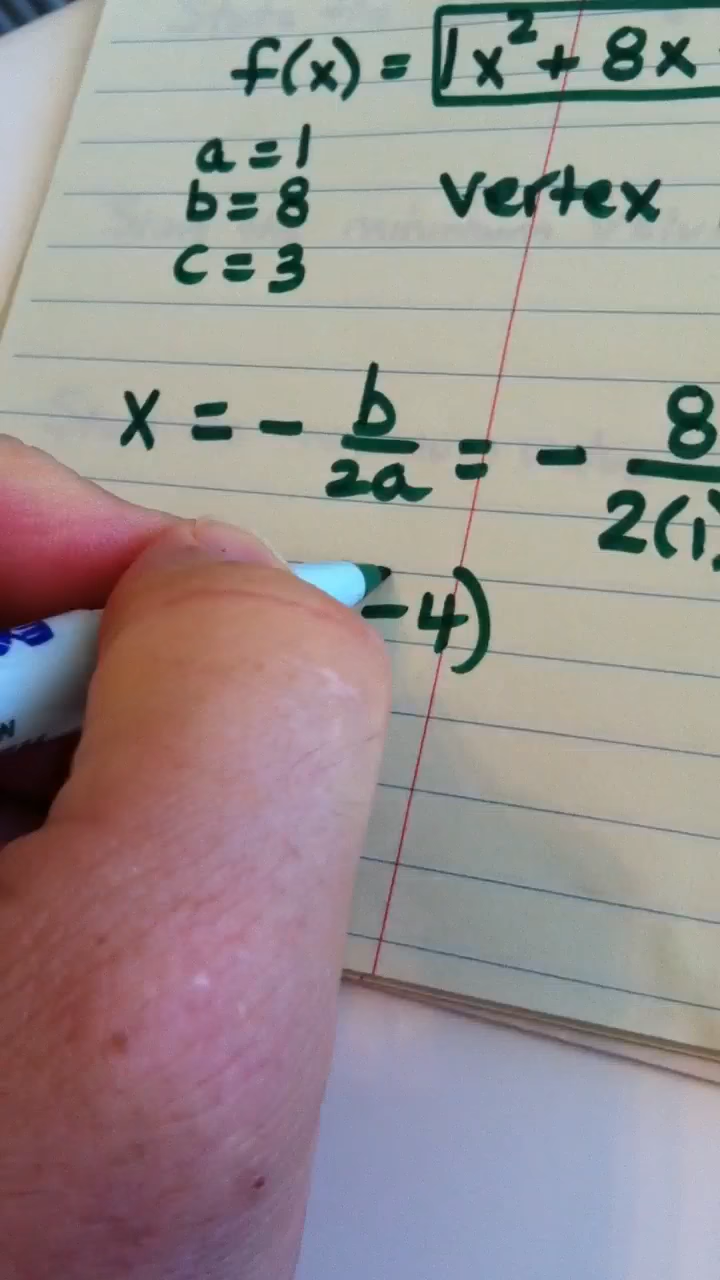 f(x) = 1x² + 8x
a = 1
b = 8
vertex
c = 3
x = - b/2a = - 8/2(1)
-4)